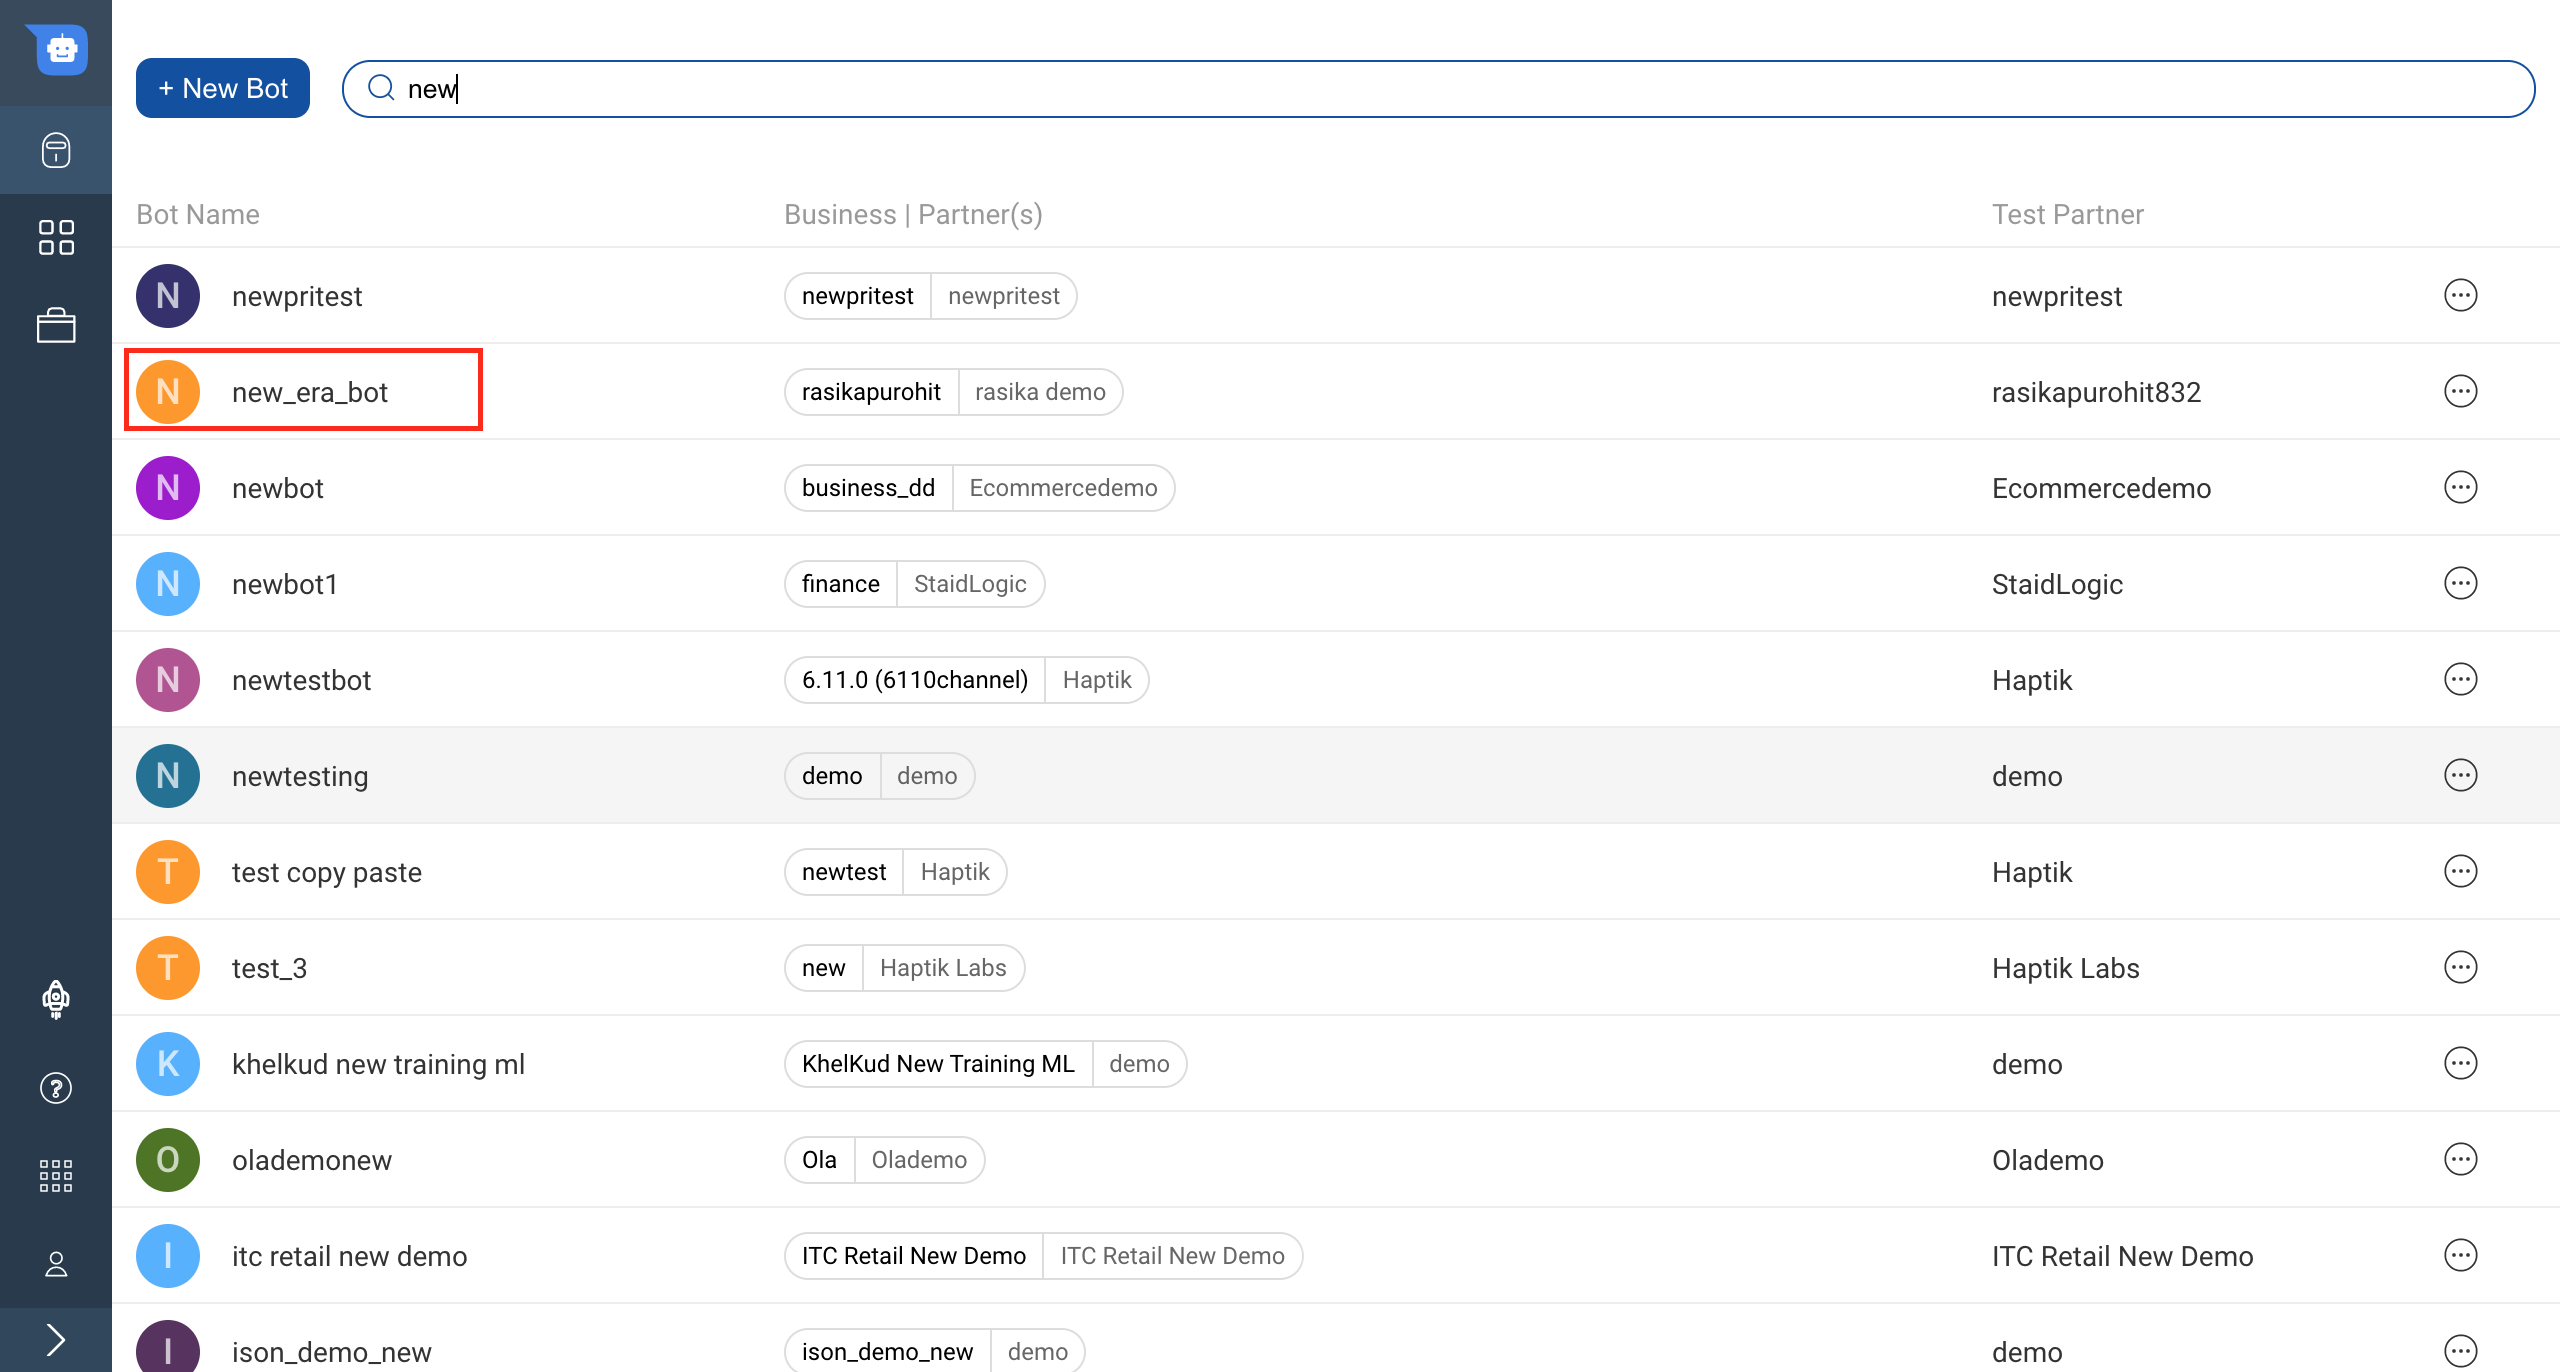 + New Bot new
Bot Name Business | Partner(s) Test Partner
N newpritest newpritest newpritest newpritest
N new_era_bot rasikapurohit rasika demo rasikapurohit832
N newbot business_dd Ecommercedemo Ecommercedemo
N newbot1 finance StaidLogic StaidLogic
N newtestbot 6.11.0 (6110channel) Haptik Haptik
N newtesting demo demo demo
T test copy paste newtest Haptik Haptik
T test_3 new Haptik Labs Haptik Labs
K khelkud new training ml KhelKud New Training ML demo demo
O olademonew Ola Olademo Olademo
I itc retail new demo ITC Retail New Demo ITC Retail New Demo ITC Retail New Demo
I ison_demo_new ison_demo_new demo demo